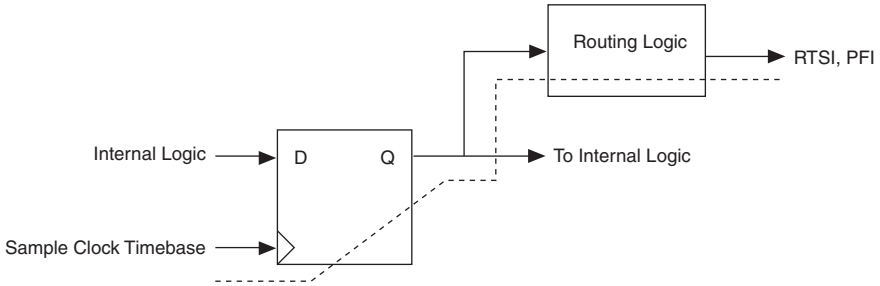 Routing Logic
RTSI, PFI
Internal Logic
D
Q
To Internal Logic
Sample Clock Timebase